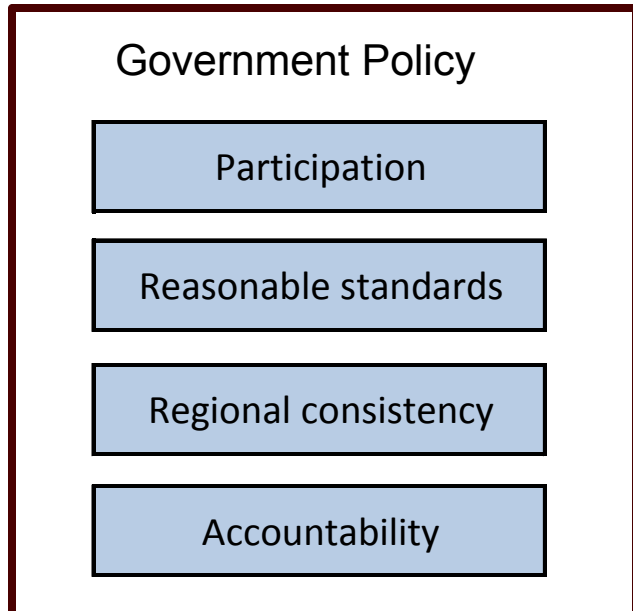 Government Policy
Participation
Reasonable standards
Regional consistency
Accountability